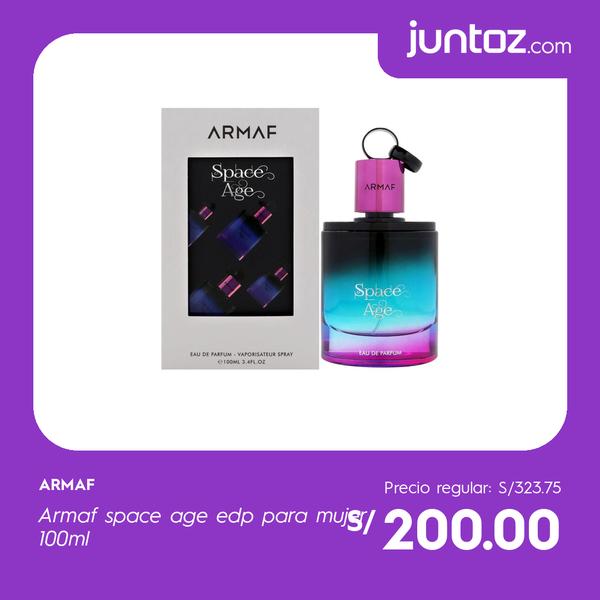 juntoz.com
ARMAF
Space
Age
EAU DE PARFUM - VAPORISATEUR SPRAY
℮100ML 3.4FL.OZ
ARMAF
Space
Age
EAU DE PARFUM
ARMAF
Armaf space age edp para mujer
100ml
Precio regular: S/323.75
S/ 200.00